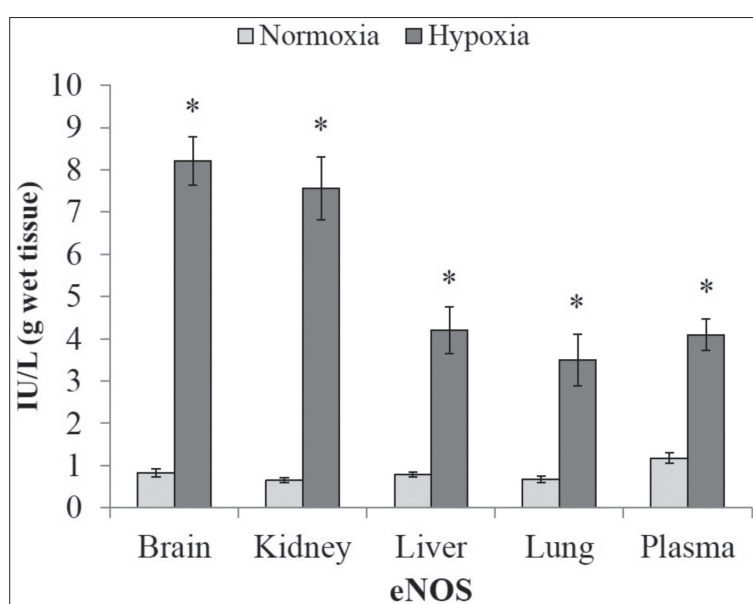 Normoxia Hypoxia
10
9
8
7
6
5
4
3
2
1
0
IU/L (g wet tissue)
* * * * *
Brain Kidney Liver Lung Plasma
eNOS